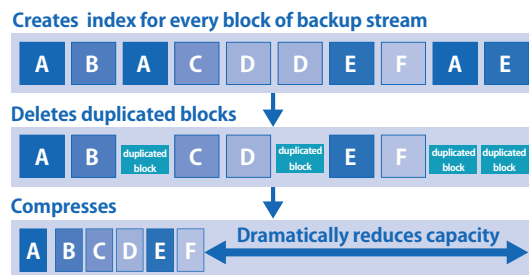 Creates index for every block of backup stream
A B A C D D E F A E
Deletes duplicated blocks
A B duplicated block C D duplicated block E F duplicated block duplicated block
Compresses
A B C D E F Dramatically reduces capacity